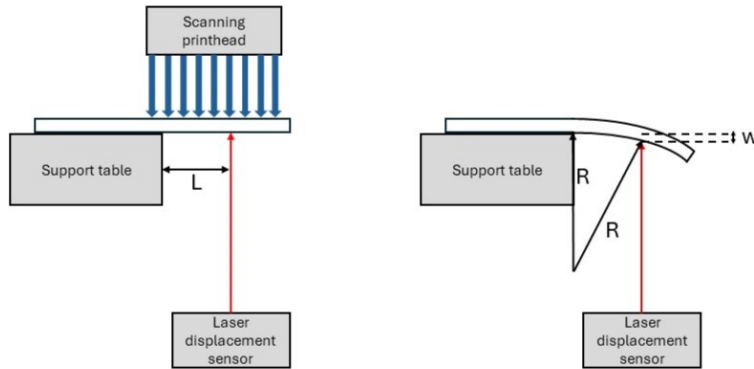 Scanning
printhead
Support table
L
Laser
displacement
sensor
Support table
R
R
w
Laser
displacement
sensor